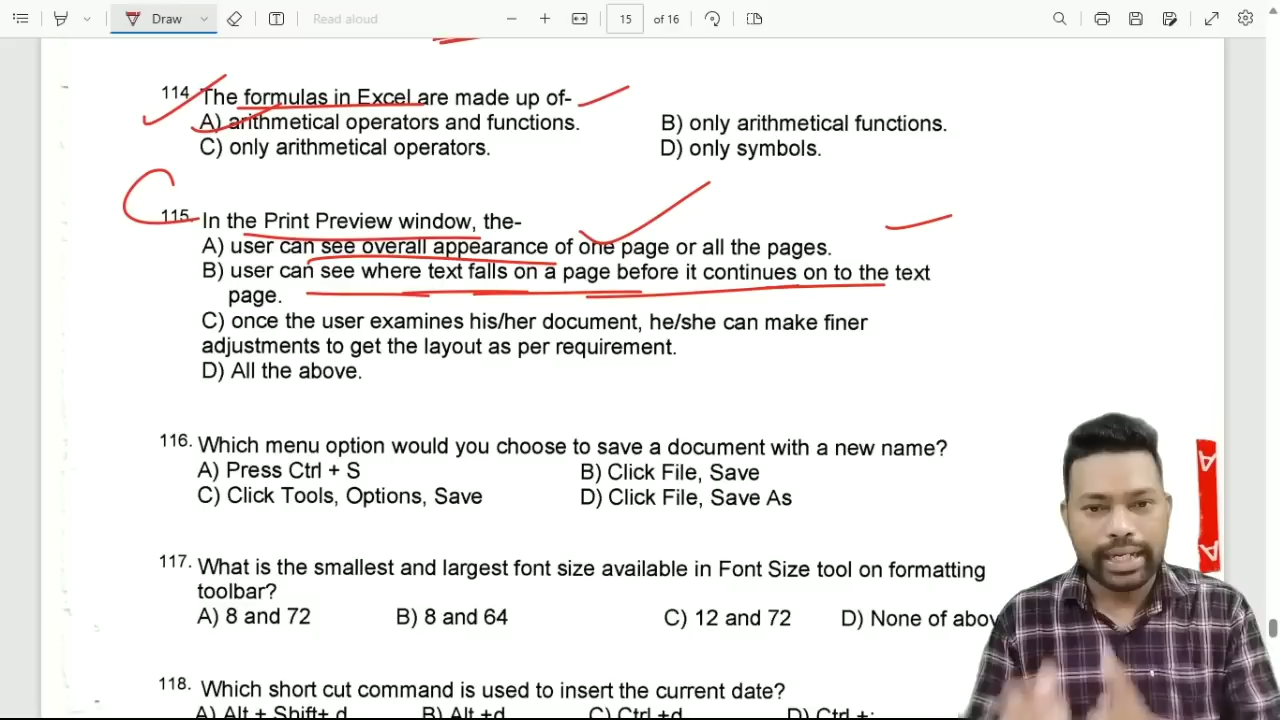 Draw
Read aloud
15 of 16
114. The formulas in Excel are made up of-
A) arithmetical operators and functions. B) only arithmetical functions.
C) only arithmetical operators. D) only symbols.
115. In the Print Preview window, the-
A) user can see overall appearance of one page or all the pages.
B) user can see where text falls on a page before it continues on to the text
page.
C) once the user examines his/her document, he/she can make finer
adjustments to get the layout as per requirement.
D) All the above.
116. Which menu option would you choose to save a document with a new name?
A) Press Ctrl + S B) Click File, Save
C) Click Tools, Options, Save D) Click File, Save As
117. What is the smallest and largest font size available in Font Size tool on formatting
toolbar?
A) 8 and 72 B) 8 and 64 C) 12 and 72 D) None of abov
118. Which short cut command is used to insert the current date?
A) Alt + Shift+ d B) Alt +d C) Ctrl +d D) Ctrl +;